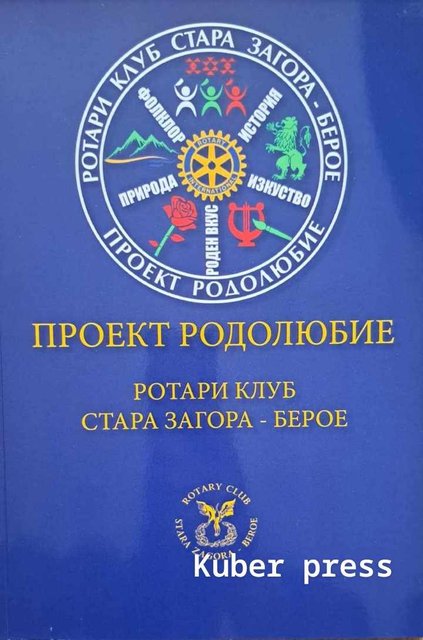 РОТАРИ КЛУБ СТАРА ЗАГОРА - БЕРОЕ
ФОЛКЛОР
ИСТОРИЯ
ПРИРОДА
ИЗКУСТВО
РОДЕН ВКУС
ROTARY
INTERNATIONAL
ПРОЕКТ РОДОЛЮБИЕ
ПРОЕКТ РОДОЛЮБИЕ
РОТАРИ КЛУБ
СТАРА ЗАГОРА - БЕРОЕ
ROTARY CLUB
STARA ZAGORA - BEROE
Kuber press